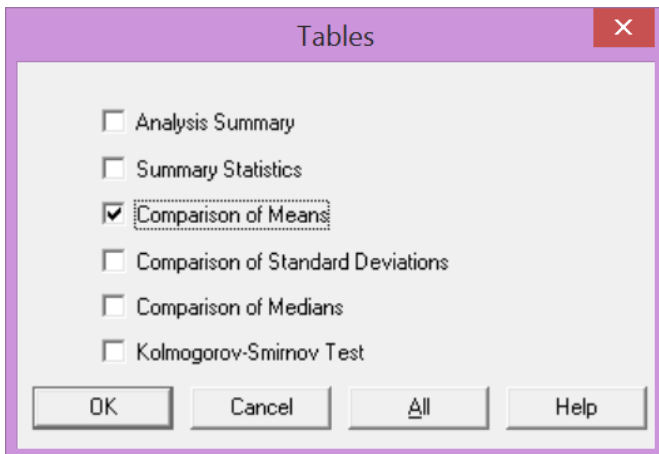 Tables
Analysis Summary
Summary Statistics
Comparison of Means
Comparison of Standard Deviations
Comparison of Medians
Kolmogorov-Smirnov Test
OK Cancel All Help